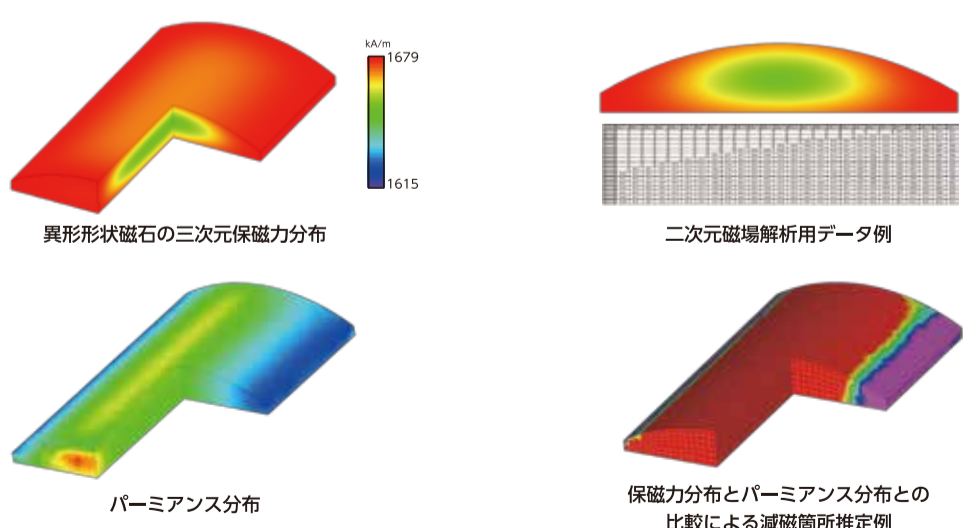 kA/m
1679
1615
異形形状磁石の三次元保磁力分布
二次元磁場解析用データ例
パーミアンス分布
保磁力分布とパーミアンス分布との
比較による減磁箇所推定例